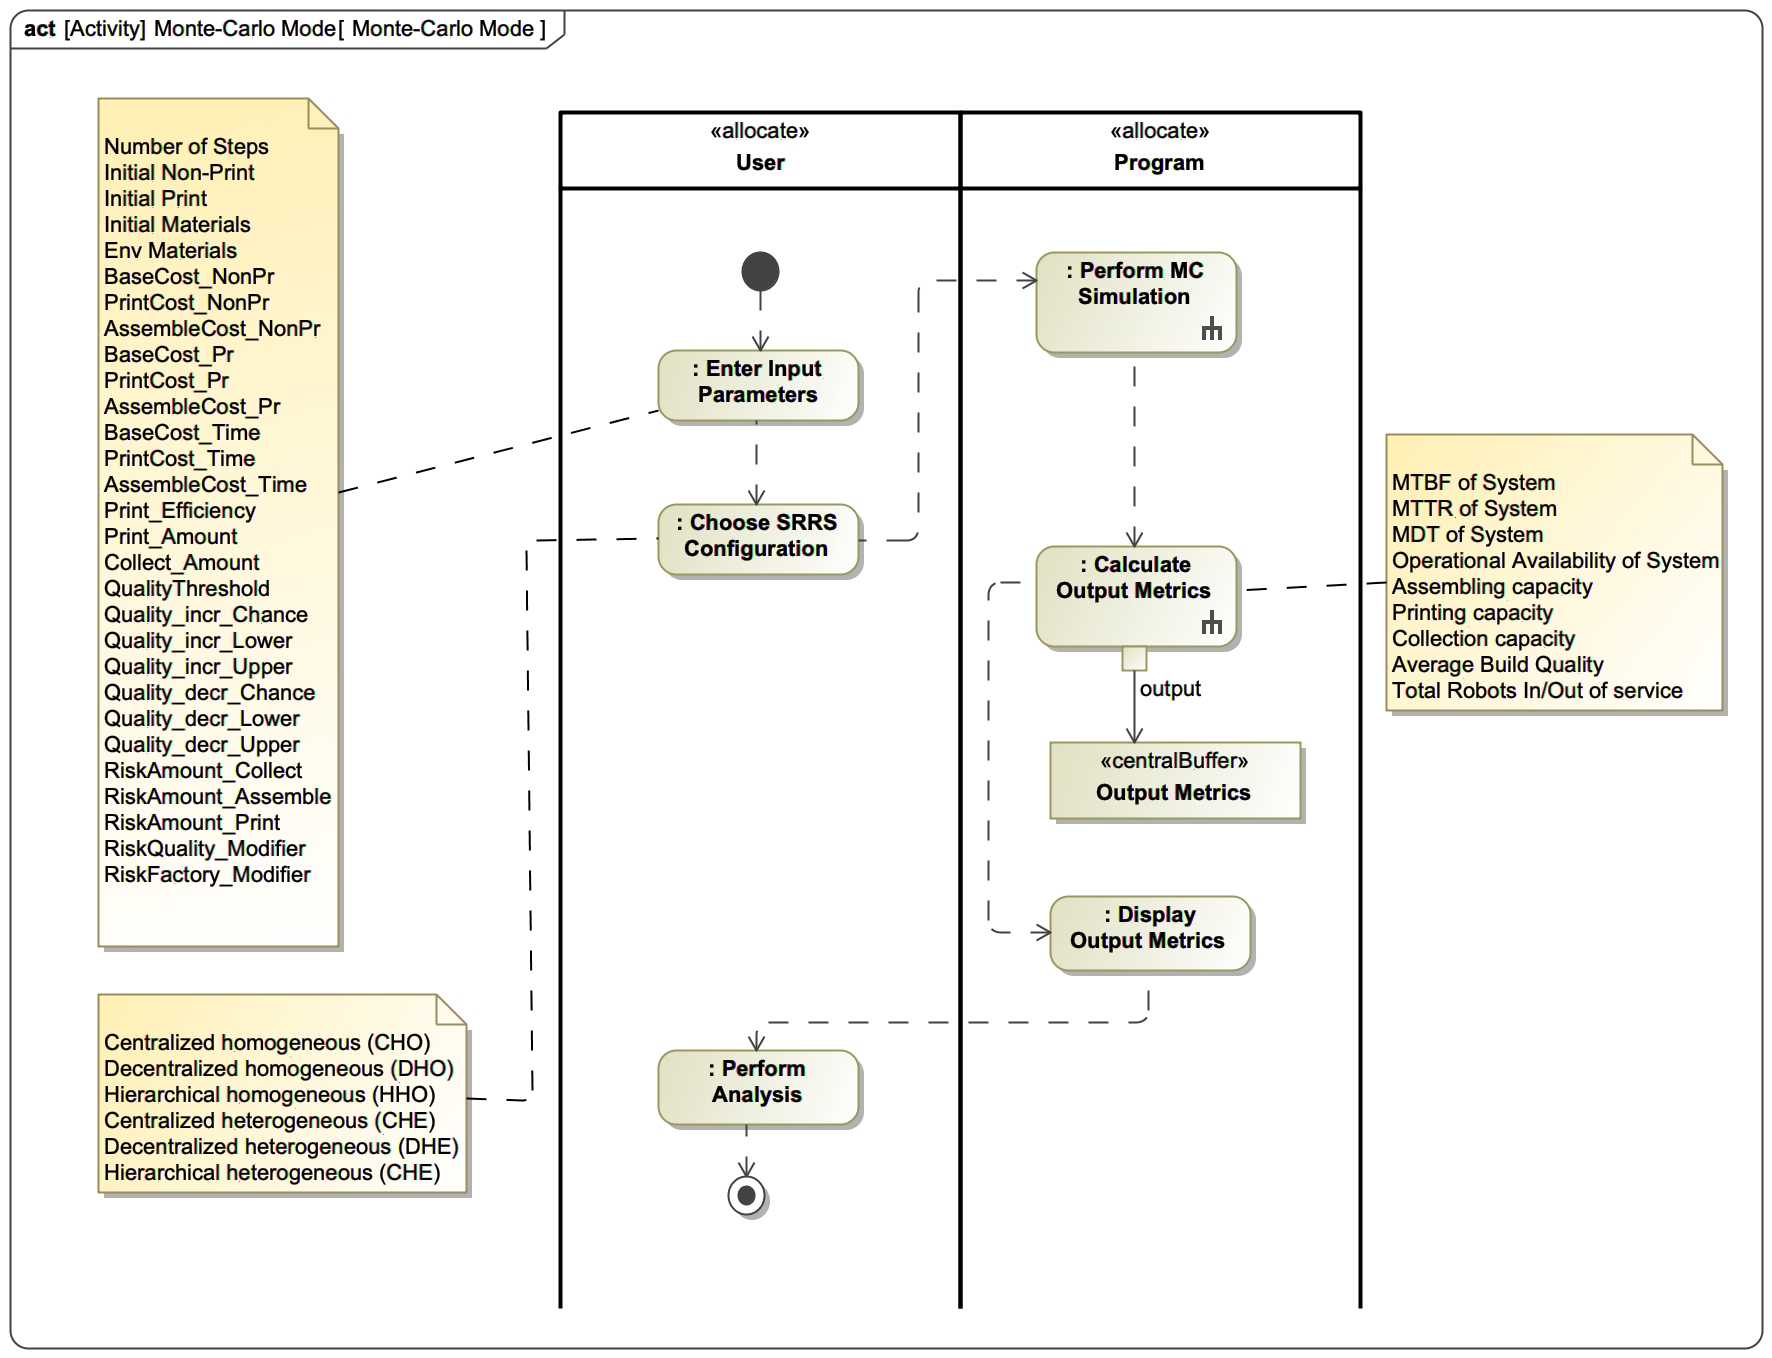 act [Activity] Monte-Carlo Mode[ Monte-Carlo Mode ]
Number of Steps
Initial Non-Print
Initial Print
Initial Materials
Env Materials
BaseCost_NonPr
PrintCost_NonPr
AssembleCost_NonPr
BaseCost_Pr
PrintCost_Pr
AssembleCost_Pr
BaseCost_Time
PrintCost_Time
AssembleCost_Time
Print_Efficiency
Print_Amount
Collect_Amount
QualityThreshold
Quality_incr_Chance
Quality_incr_Lower
Quality_incr_Upper
Quality_decr_Chance
Quality_decr_Lower
Quality_decr_Upper
RiskAmount_Collect
RiskAmount_Assemble
RiskAmount_Print
RiskQuality_Modifier
RiskFactory_Modifier
Centralized homogeneous (CHO)
Decentralized homogeneous (DHO)
Hierarchical homogeneous (HHO)
Centralized heterogeneous (CHE)
Decentralized heterogeneous (DHE)
Hierarchical heterogeneous (CHE)
«allocate»
User
: Enter Input
Parameters
: Choose SRRS
Configuration
: Perform
Analysis
«allocate»
Program
: Perform MC
Simulation
: Calculate
Output Metrics
output
«centralBuffer»
Output Metrics
: Display
Output Metrics
MTBF of System
MTTR of System
MDT of System
Operational Availability of System
Assembling capacity
Printing capacity
Collection capacity
Average Build Quality
Total Robots In/Out of service